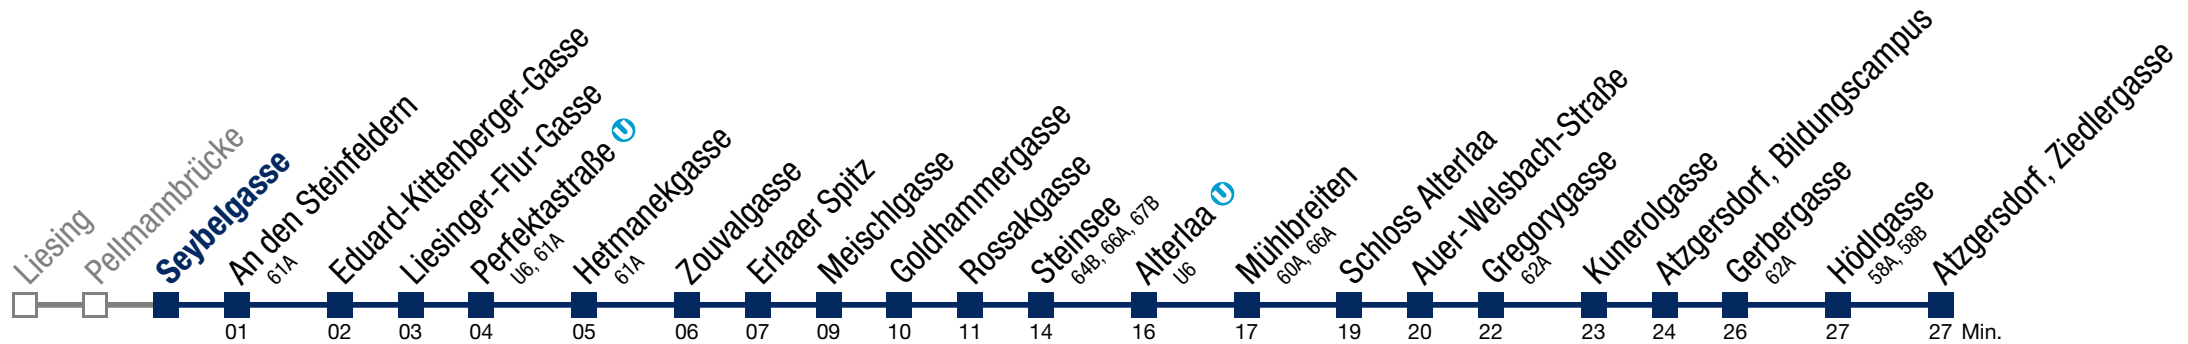 Liesing
Pellmannbrücke
Seybelgasse
An den Steinfeldern
61A
Eduard-Kittenberger-Gasse
Liesinger-Flur-Gasse
Perfektastraße U
U6, 61A
Hetmanekgasse
61A
Zouvalgasse
Erlaaer Spitz
Meischlgasse
Goldhammergasse
Rossakgasse
Steinsee
64B, 66A, 67B
Alterlaa U
U6
Mühlbreiten
60A, 66A
Schloss Alterlaa
Auer-Welsbach-Straße
Gregorygasse
62A
Kunerolgasse
Atzgersdorf, Bildungscampus
Gerbergasse
62A
Hödlgasse
58A, 58B
Atzgersdorf, Ziedlergasse
01 02 03 04 05 06 07 09 10 11 14 16 17 19 20 22 23 24 26 27 27 Min.